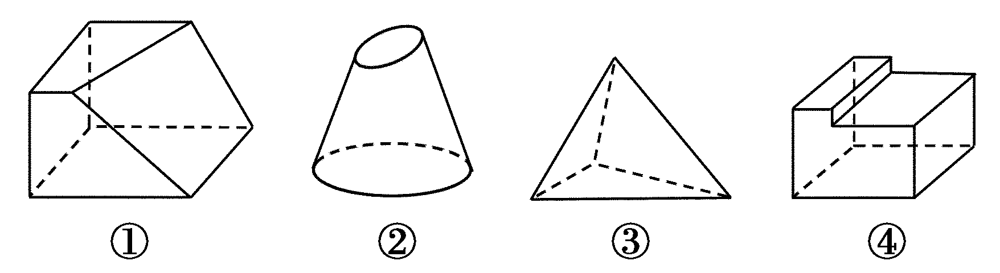 ① ② ③ ④